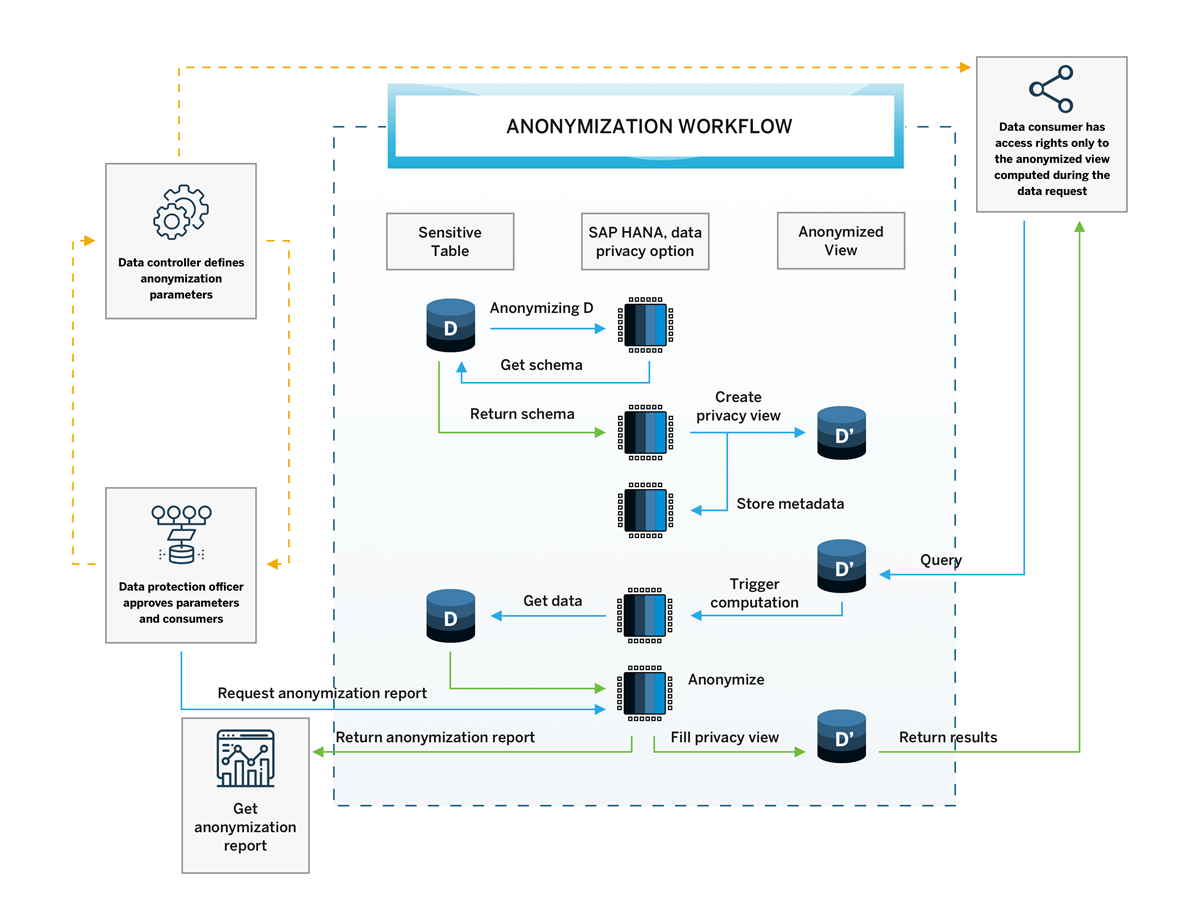 ANONYMIZATION WORKFLOW
Data consumer has
access rights only to
the anonymized view
computed during the
data request
Data controller defines
anonymization
parameters
Sensitive
Table
SAP HANA, data
privacy option
Anonymized
View
D
Anonymizing D
Get schema
Return schema
Create
privacy view
D’
Store metadata
Data protection officer
approves parameters
and consumers
D
Get data
Trigger
computation
D’
Query
Request anonymization report
Anonymize
Return anonymization report
Fill privacy view
D’
Return results
Get
anonymization
report